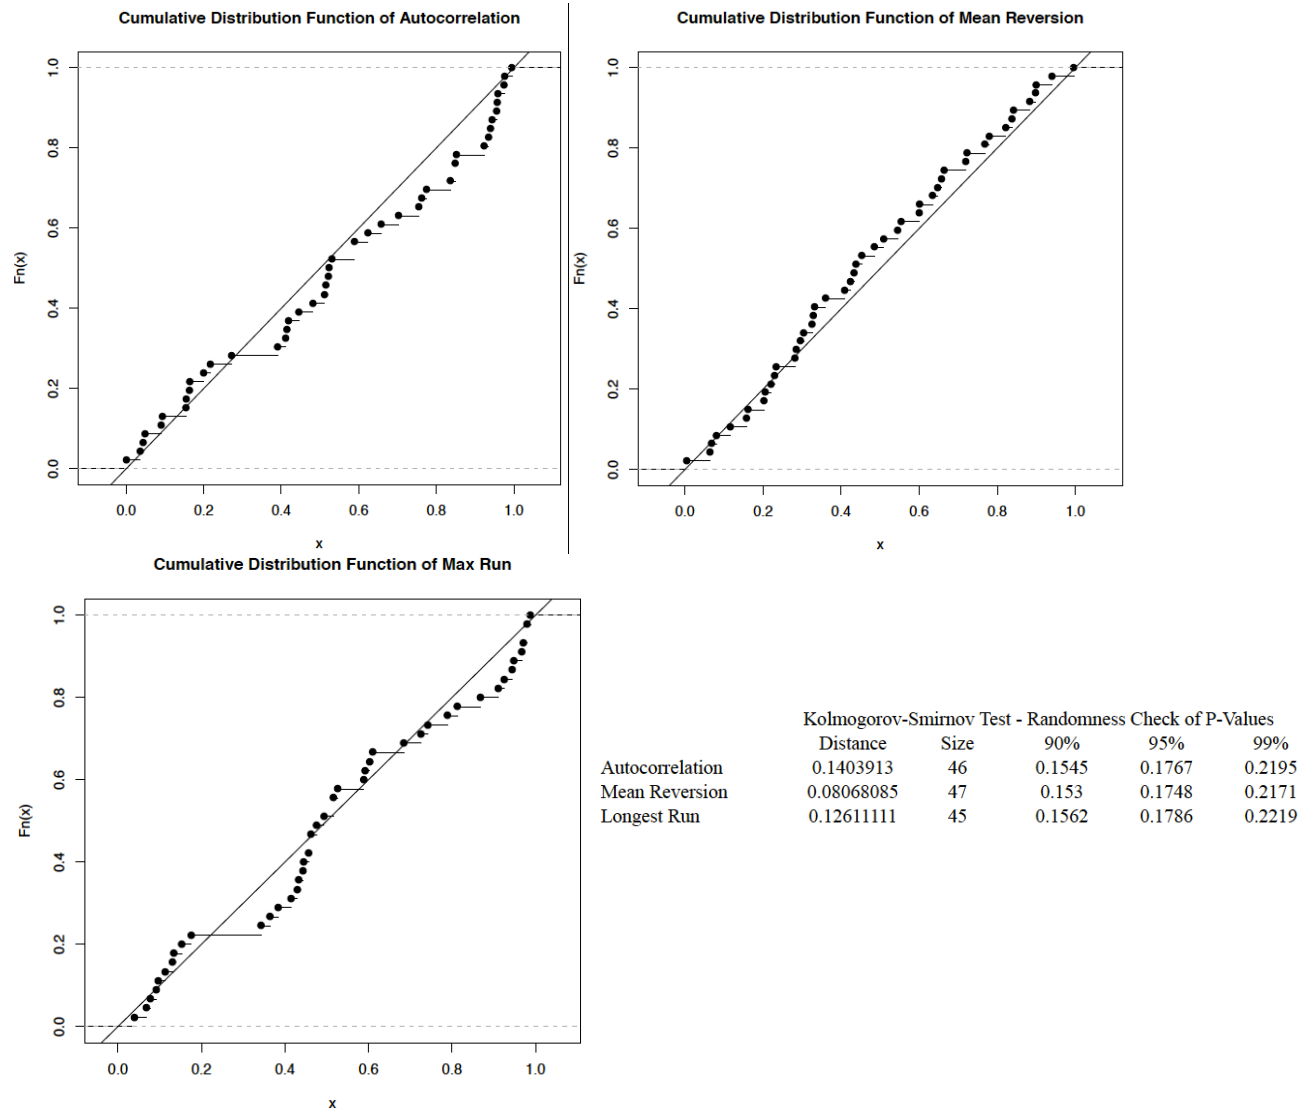 Cumulative Distribution Function of Autocorrelation
Fn(x)
1.0
0.8
0.6
0.4
0.2
0.0
0.0 0.2 0.4 0.6 0.8 1.0
x
Cumulative Distribution Function of Mean Reversion
Fn(x)
1.0
0.8
0.6
0.4
0.2
0.0
0.0 0.2 0.4 0.6 0.8 1.0
x
Cumulative Distribution Function of Max Run
Fn(x)
1.0
0.8
0.6
0.4
0.2
0.0
0.0 0.2 0.4 0.6 0.8 1.0
x
Kolmogorov-Smirnov Test - Randomness Check of P-Values
Distance Size 90% 95% 99%
Autocorrelation 0.1403913 46 0.1545 0.1767 0.2195
Mean Reversion 0.08068085 47 0.153 0.1748 0.2171
Longest Run 0.12611111 45 0.1562 0.1786 0.2219